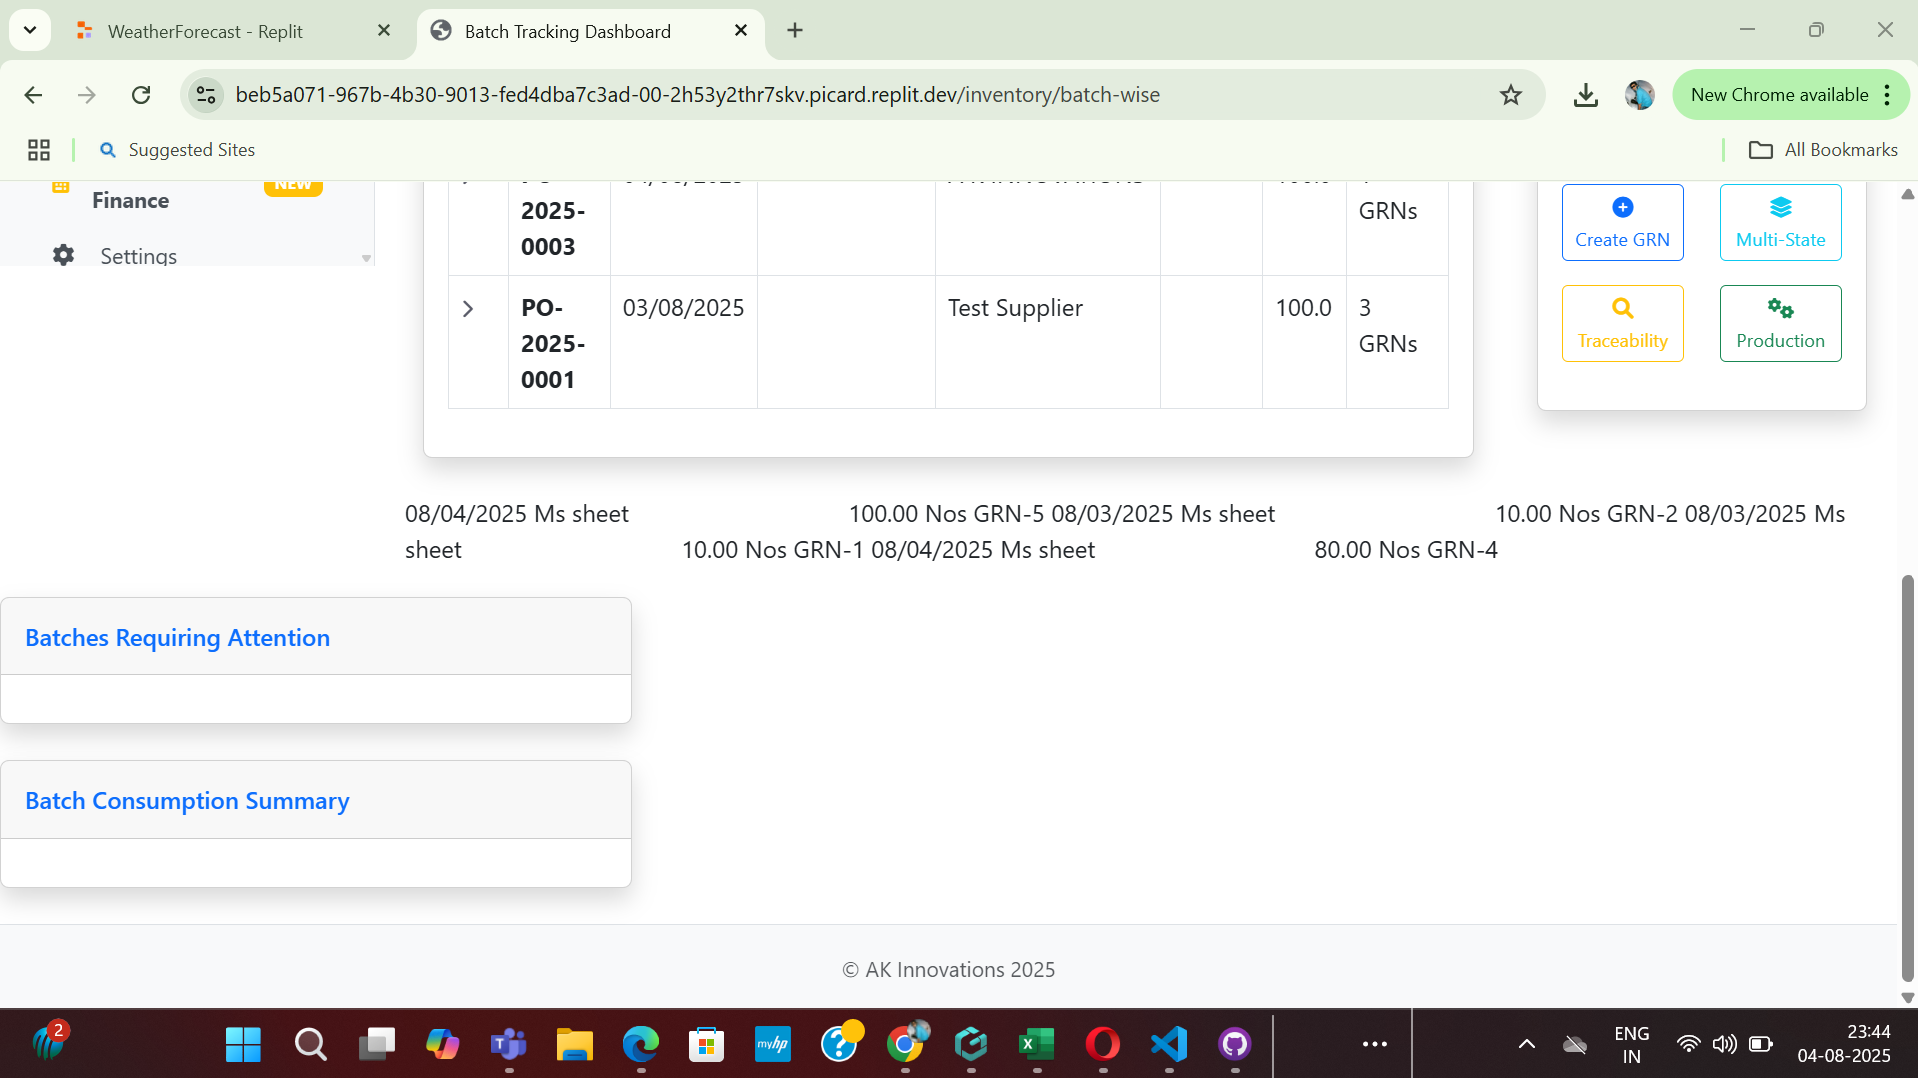 WeatherForecast - Replit
Batch Tracking Dashboard
beb5a071-967b-4b30-9013-fed4dba7c3ad-00-2h53y2thr7skv.picard.replit.dev/inventory/batch-wise
New Chrome available
Suggested Sites
All Bookmarks
Finance
NEW
Settings
2025-
0003
GRNs
PO-
2025-
0001
03/08/2025
Test Supplier
100.0
3
GRNs
Create GRN
Multi-State
Traceability
Production
08/04/2025 Ms sheet 100.00 Nos GRN-5 08/03/2025 Ms sheet 10.00 Nos GRN-2 08/03/2025 Ms
sheet 10.00 Nos GRN-1 08/04/2025 Ms sheet 80.00 Nos GRN-4
Batches Requiring Attention
Batch Consumption Summary
© AK Innovations 2025
2
myhp
ENG
IN
23:44
04-08-2025